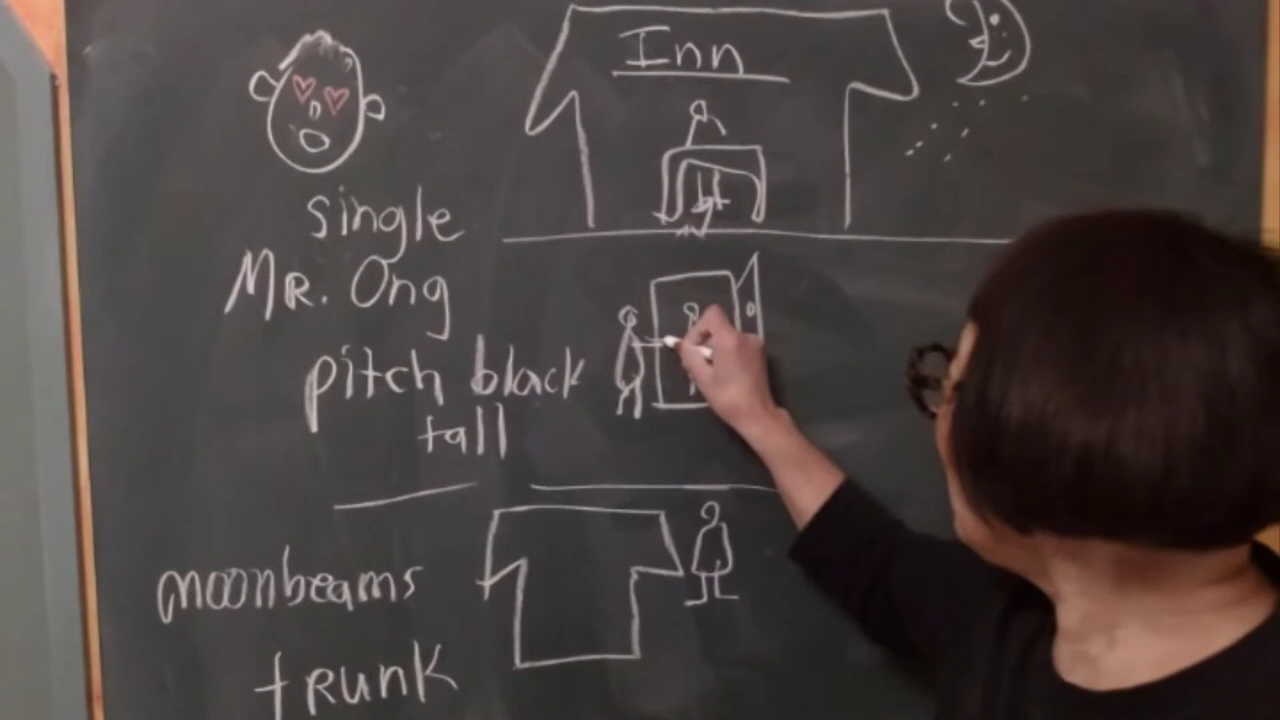 Inn
single
MR. Ong
pitch black
tall
moonbeams
trunk